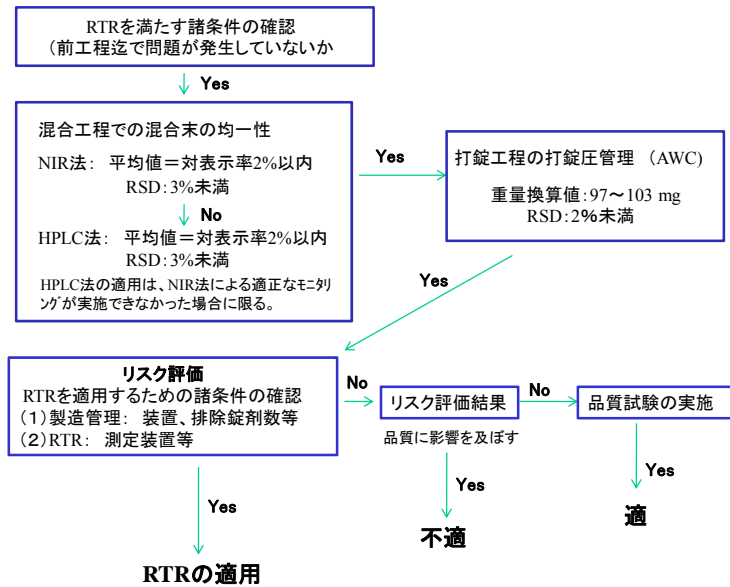 RTRを満たす諸条件の確認
（前工程迄で問題が発生していないか
Yes
混合工程での混合末の均一性
NIR法： 平均値＝対表示率2%以内
RSD：3%未満
No
HPLC法： 平均値＝対表示率2%以内
RSD：3%未満
HPLC法の適用は、NIR法による適正なﾓﾆﾀﾘ
ﾝｸﾞが実施できなかった場合に限る。
Yes
打錠工程の打錠圧管理 （AWC)
重量換算値：97～103 mg
RSD：2％未満
Yes
リスク評価
RTRを適用するための諸条件の確認
（1）製造管理： 装置、排除錠剤数等
（2）RTR： 測定装置等
No
リスク評価結果
品質に影響を及ぼす
No
品質試験の実施
Yes
Yes
Yes
適
不適
RTRの適用